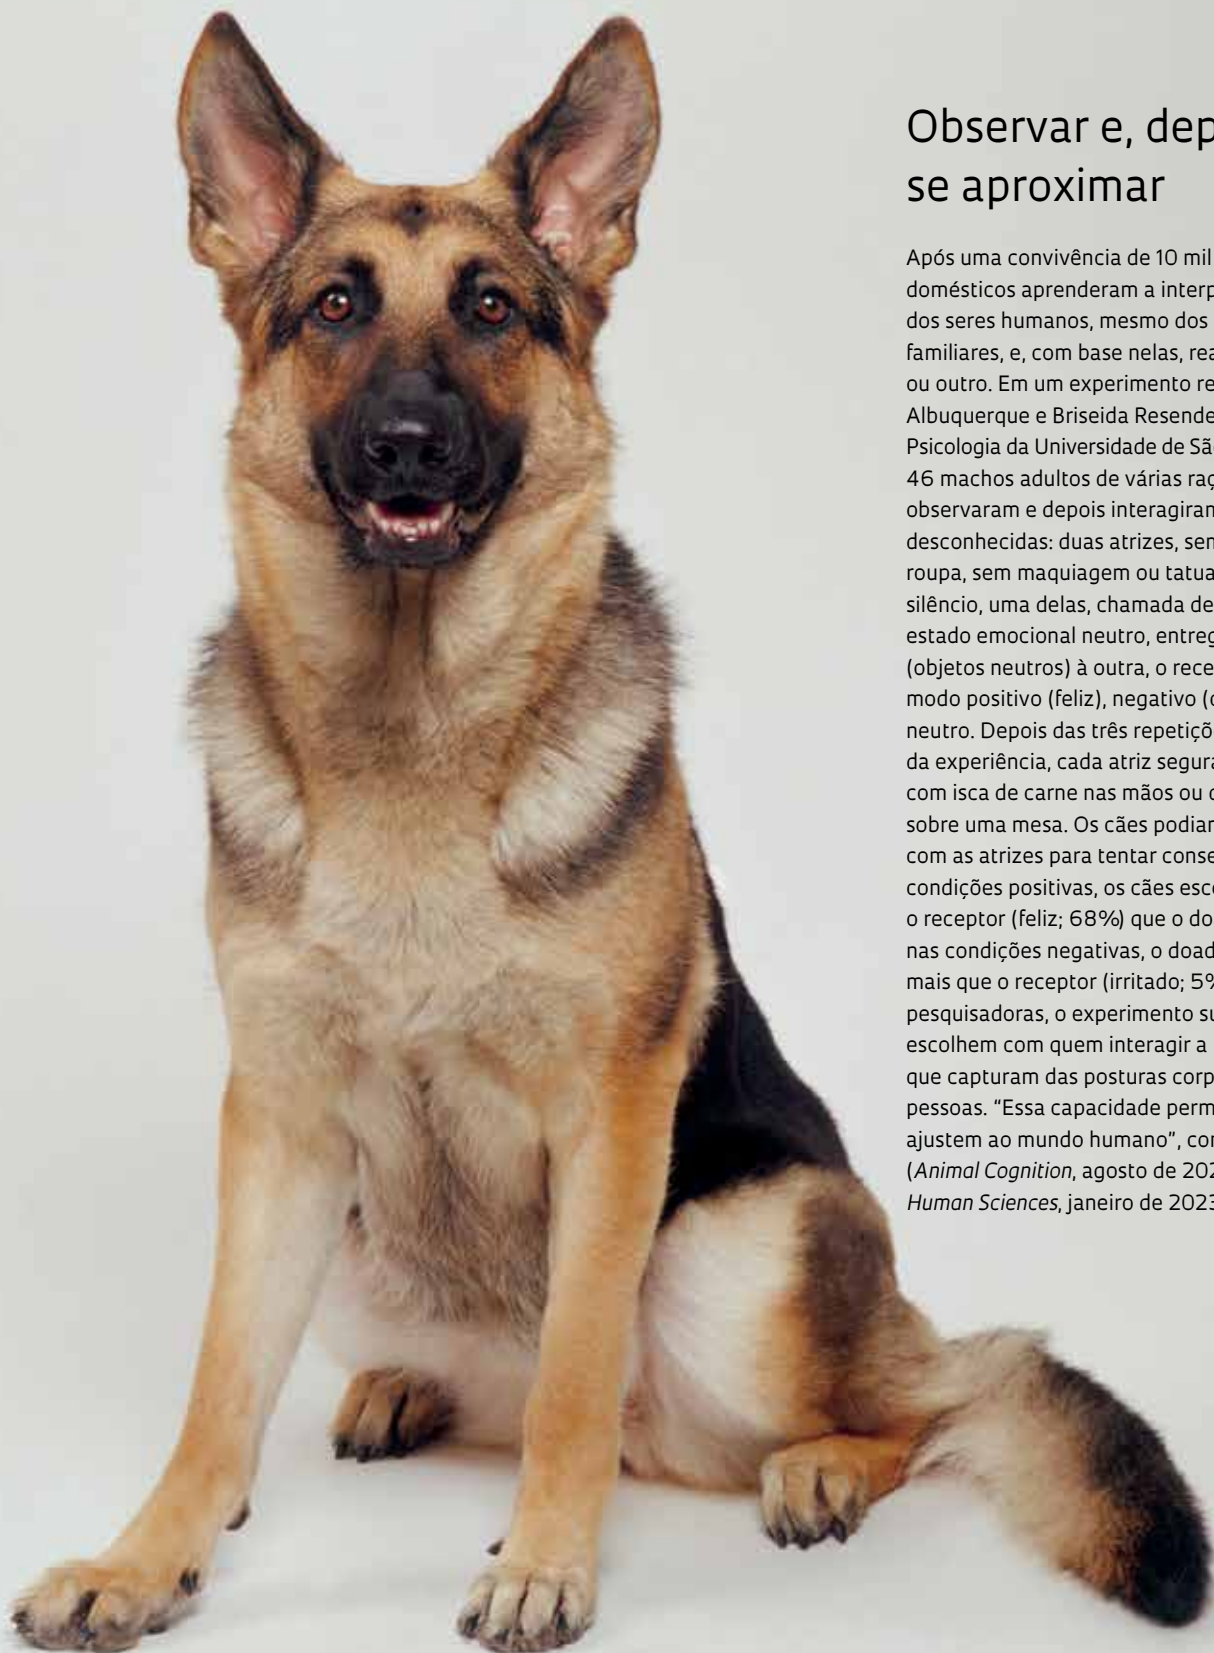 Observar e, dep
se aproximar
Após uma convivência de 10 mil
domésticos aprenderam a interp
dos seres humanos, mesmo dos
familiares, e, com base nelas, rea
ou outro. Em um experimento re
Albuquerque e Briseida Resende
Psicologia da Universidade de Sã
46 machos adultos de várias raç
observaram e depois interagiram
desconhecidas: duas atrizes, sem
roupa, sem maquiagem ou tatua
silêncio, uma delas, chamada de
estado emocional neutro, entreg
(objetos neutros) à outra, o rece
modo positivo (feliz), negativo (
neutro. Depois das três repetiçõ
da experiência, cada atriz segura
com isca de carne nas mãos ou
sobre uma mesa. Os cães podiam
com as atrizes para tentar conse
condições positivas, os cães esco
o receptor (feliz; 68%) que o do
nas condições negativas, o doad
mais que o receptor (irritado; 5%
pesquisadoras, o experimento su
escolhem com quem interagir a
que capturam das posturas corp
pessoas. “Essa capacidade perm
ajustem ao mundo humano”, con
(Animal Cognition, agosto de 202
Human Sciences, janeiro de 2023